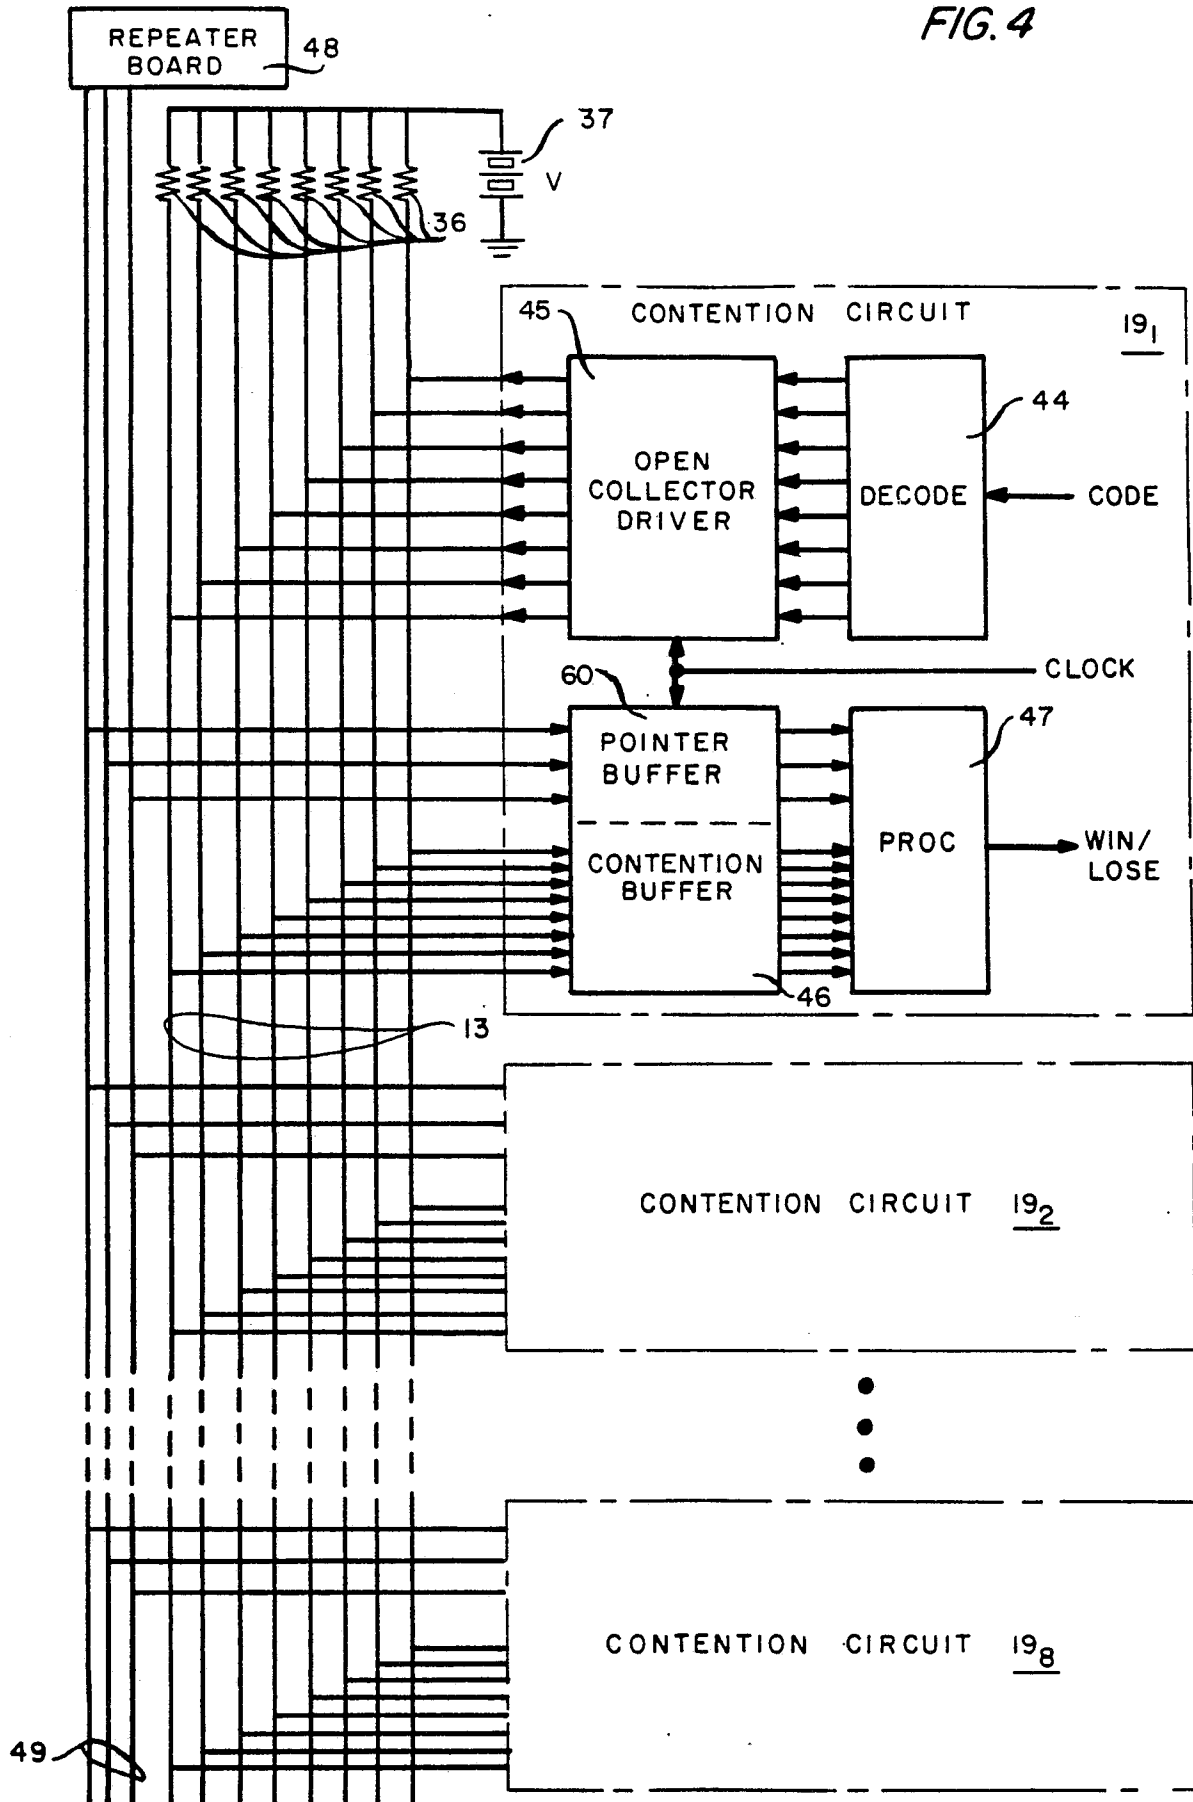 FIG. 4
REPEATER
BOARD
48
37
V
36
CONTENTION CIRCUIT
19₁
45
44
OPEN
COLLECTOR
DRIVER
DECODE
CODE
CLOCK
60
47
POINTER
BUFFER
PROC
WIN/
LOSE
CONTENTION
BUFFER
46
13
CONTENTION CIRCUIT 19₂
CONTENTION CIRCUIT 19₈
49